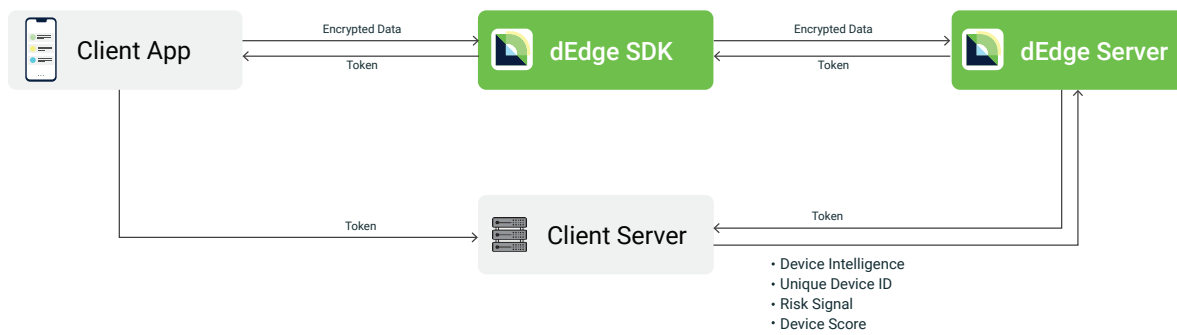 Client App
Encrypted Data
Token
dEdge SDK
Encrypted Data
Token
dEdge Server
Token
Client Server
Token
• Device Intelligence
• Unique Device ID
• Risk Signal
• Device Score